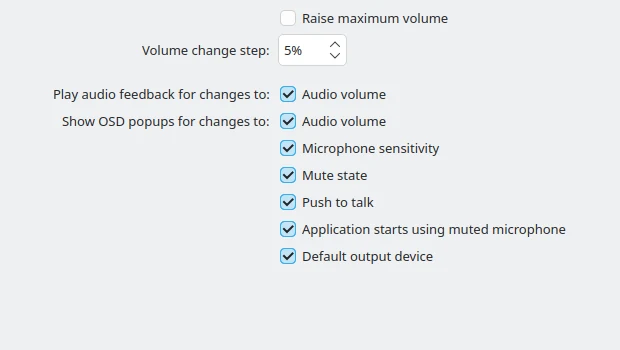 Raise maximum volume
Volume change step: 5%
Play audio feedback for changes to: Audio volume
Show OSD popups for changes to: Audio volume
Microphone sensitivity
Mute state
Push to talk
Application starts using muted microphone
Default output device